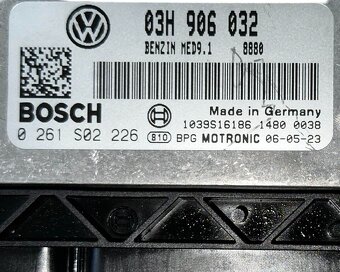 03H 906 032
BENZIN MED9.1 8880
BOSCH
Made in Germany
1039S16186 1480 0038
0 261 S02 226 810 BPG MOTRONIC 06-05-23